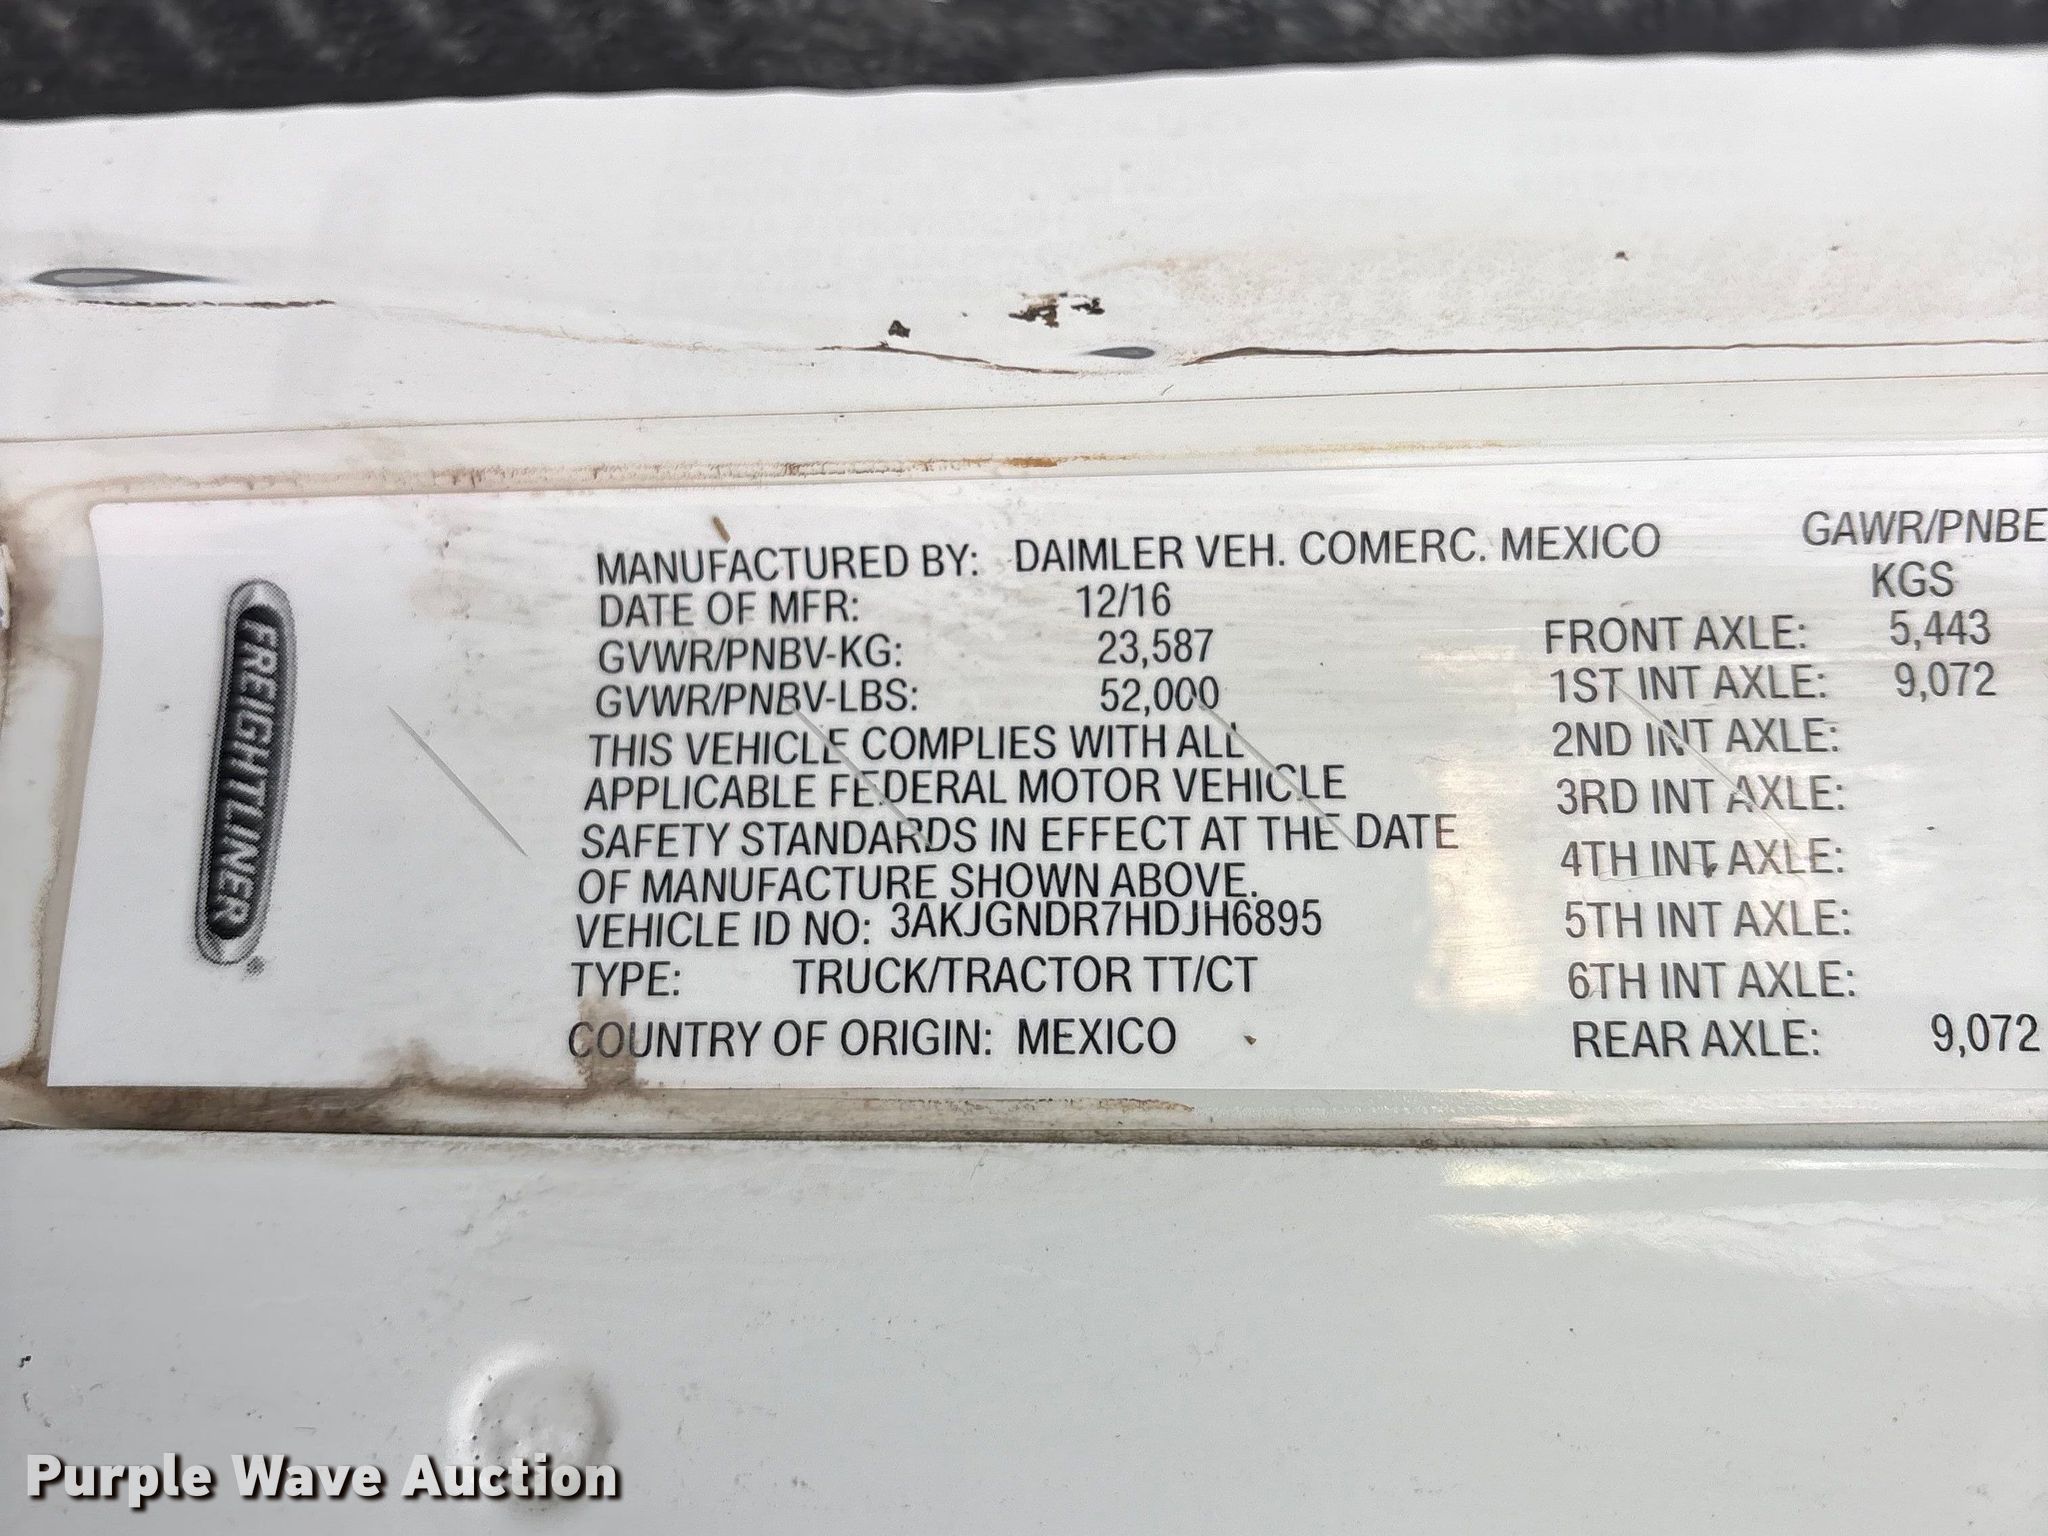 FREIGHTLINER®
MANUFACTURED BY: DAIMLER VEH. COMERC. MEXICO
DATE OF MFR: 12/16
GVWR/PNBV-KG: 23,587
GVWR/PNBV-LBS: 52,000
THIS VEHICLE COMPLIES WITH ALL
APPLICABLE FEDERAL MOTOR VEHICLE
SAFETY STANDARDS IN EFFECT AT THE DATE
OF MANUFACTURE SHOWN ABOVE.
VEHICLE ID NO: 3AKJGNDR7HDJH6895
TYPE: TRUCK/TRACTOR TT/CT
COUNTRY OF ORIGIN: MEXICO
GAWR/PNBE
KGS
FRONT AXLE: 5,443
1ST INT AXLE: 9,072
2ND INT AXLE:
3RD INT AXLE:
4TH INT AXLE:
5TH INT AXLE:
6TH INT AXLE:
REAR AXLE: 9,072
Purple Wave Auction